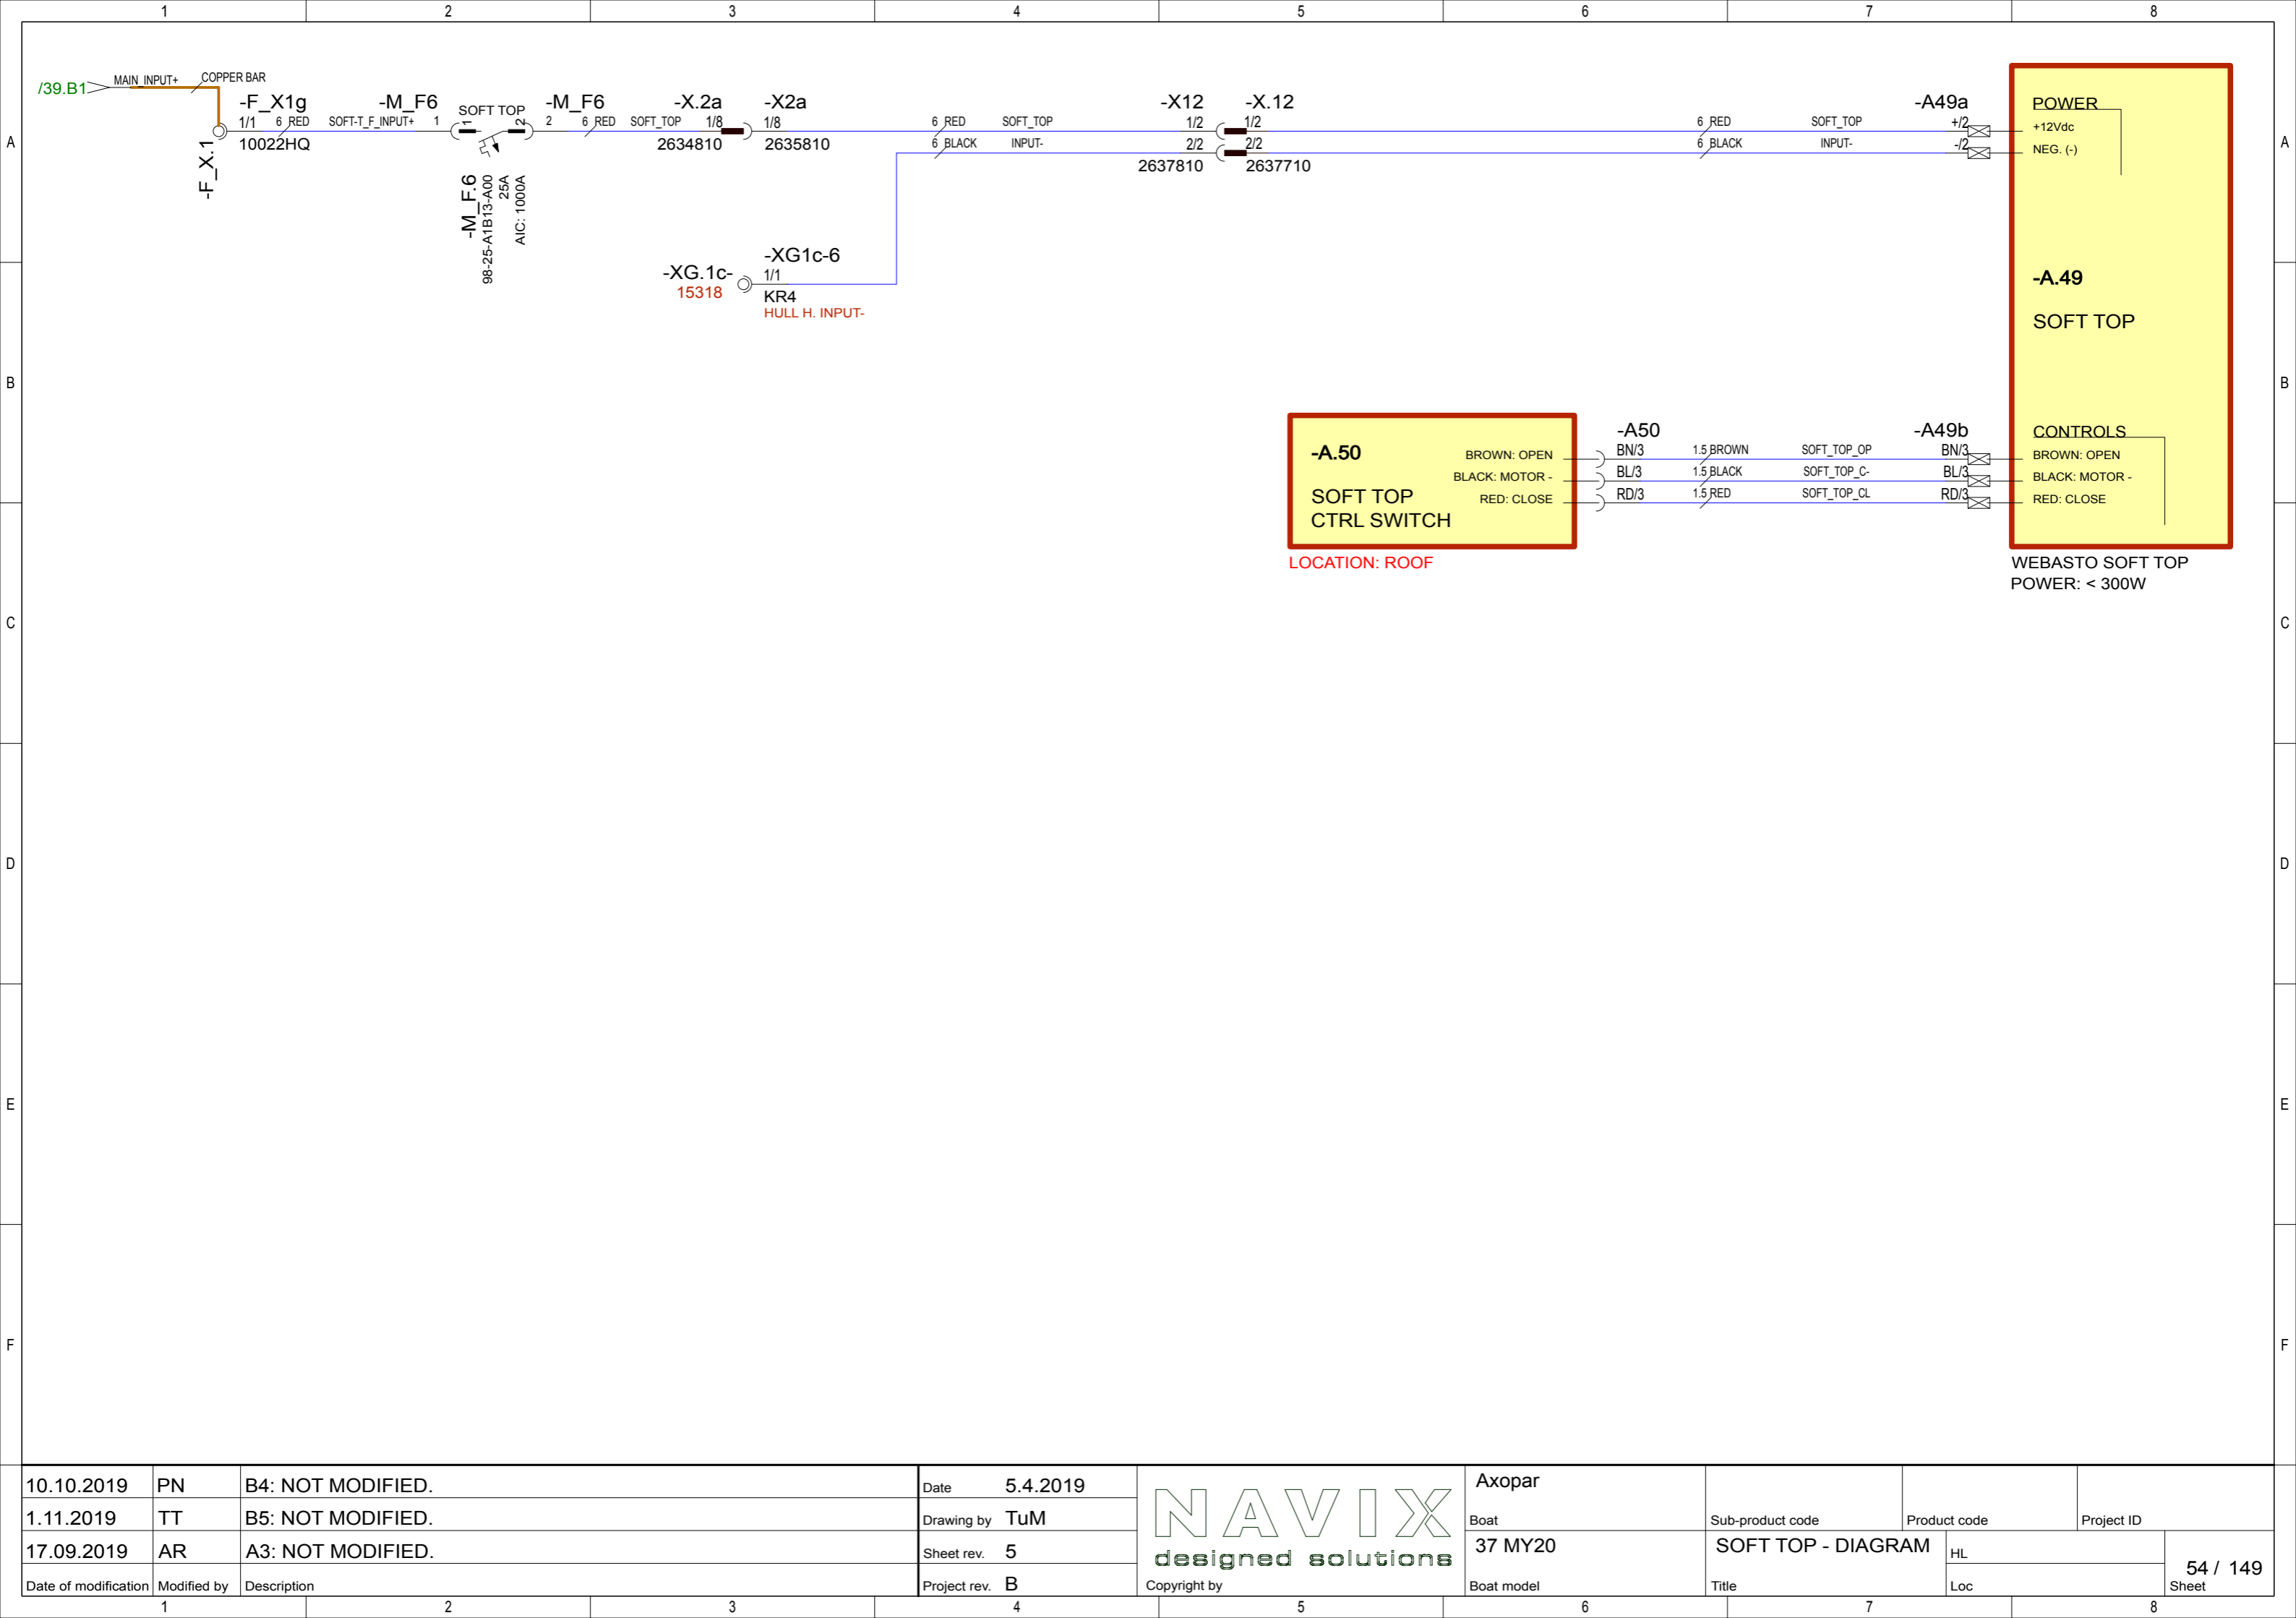 1 2 3 4 5 6 7 8
/39.B1
MAIN_INPUT+
COPPER BAR
-F_X.1
-F_X1g
1/1
6 RED
SOFT-T_F_INPUT+
10022HQ
-M_F6
1
SOFT TOP
1
2
-M_F.6
98-25-A1B13-A00
25A
AIC: 1000A
-M_F6
2
6 RED
SOFT_TOP
-X.2a
1/8
2634810
-X2a
1/8
2635810
6 RED
SOFT_TOP
6 BLACK
INPUT-
-X12
1/2
2/2
2637810
-X.12
1/2
2/2
2637710
6 RED
SOFT_TOP
6 BLACK
INPUT-
-A49a
+/2
-/2
POWER
+12Vdc
NEG. (-)
-XG.1c-
15318
-XG1c-6
1/1
KR4
HULL H. INPUT-
-A.49
SOFT TOP
-A.50
SOFT TOP
CTRL SWITCH
BROWN: OPEN
BLACK: MOTOR -
RED: CLOSE
LOCATION: ROOF
-A50
BN/3
BL/3
RD/3
1.5 BROWN
SOFT_TOP_OP
1.5 BLACK
SOFT_TOP_C-
1.5 RED
SOFT_TOP_CL
-A49b
BN/3
BL/3
RD/3
CONTROLS
BROWN: OPEN
BLACK: MOTOR -
RED: CLOSE
WEBASTO SOFT TOP
POWER: < 300W
A A
B B
C C
D D
E E
F F
10.10.2019 PN B4: NOT MODIFIED.
1.11.2019 TT B5: NOT MODIFIED.
17.09.2019 AR A3: NOT MODIFIED.
Date of modification Modified by Description
Date 5.4.2019
Drawing by TuM
Sheet rev. 5
Project rev. B
NAVIX
designed solutions
Copyright by
Axopar
Boat
37 MY20
Boat model
Sub-product code
Product code
Project ID
SOFT TOP - DIAGRAM
Title
HL
Loc
54 / 149
Sheet
1 2 3 4 5 6 7 8